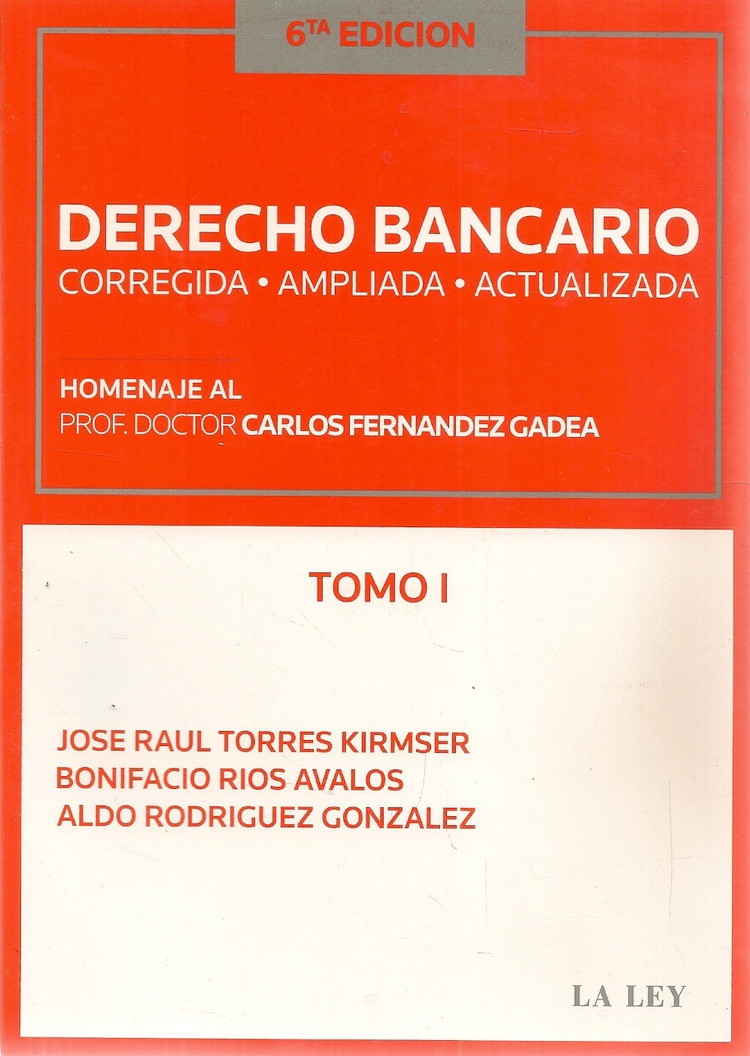 6TA EDICION
DERECHO BANCARIO
CORREGIDA • AMPLIADA • ACTUALIZADA
HOMENAJE AL
PROF. DOCTOR CARLOS FERNANDEZ GADEA
TOMO I
JOSE RAUL TORRES KIRMSER
BONIFACIO RIOS AVALOS
ALDO RODRIGUEZ GONZALEZ
LA LEY